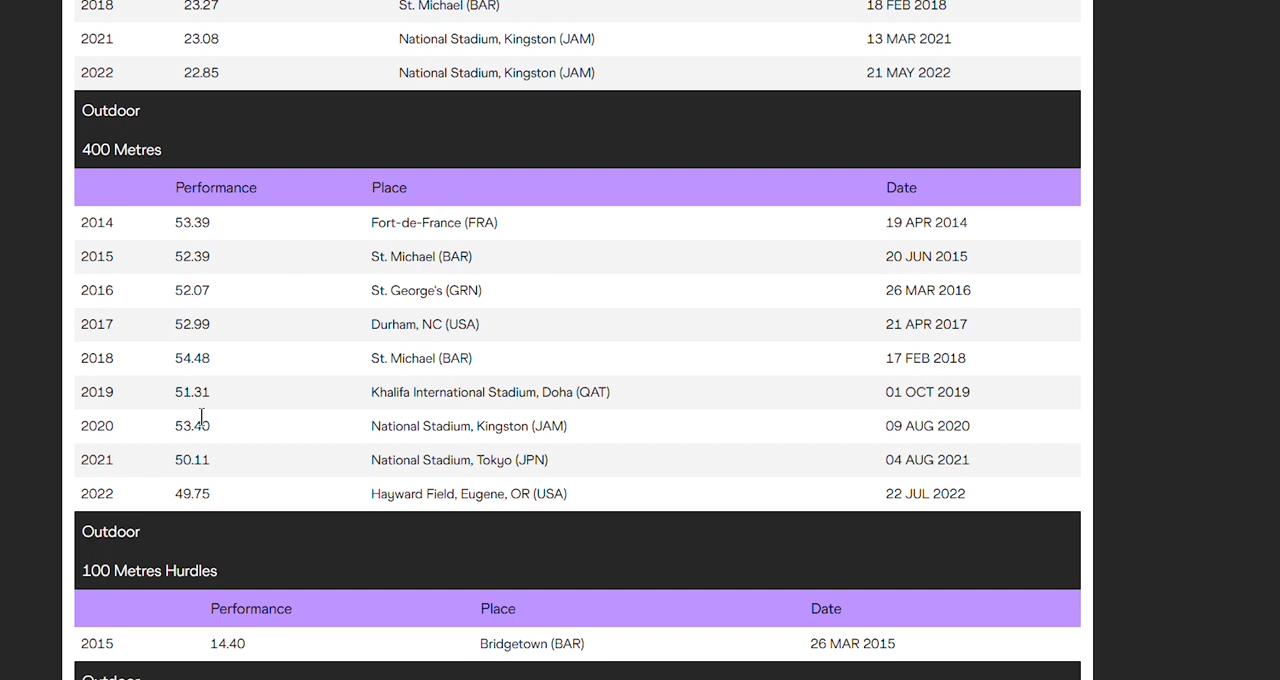 2018 23.27 St. Michael (BAR) 18 FEB 2018
2021 23.08 National Stadium, Kingston (JAM) 13 MAR 2021
2022 22.85 National Stadium, Kingston (JAM) 21 MAY 2022
Outdoor
400 Metres
Performance Place Date
2014 53.39 Fort-de-France (FRA) 19 APR 2014
2015 52.39 St. Michael (BAR) 20 JUN 2015
2016 52.07 St. George's (GRN) 26 MAR 2016
2017 52.99 Durham, NC (USA) 21 APR 2017
2018 54.48 St. Michael (BAR) 17 FEB 2018
2019 51.31 Khalifa International Stadium, Doha (QAT) 01 OCT 2019
2020 53.40 National Stadium, Kingston (JAM) 09 AUG 2020
2021 50.11 National Stadium, Tokyo (JPN) 04 AUG 2021
2022 49.75 Hayward Field, Eugene, OR (USA) 22 JUL 2022
Outdoor
100 Metres Hurdles
Performance Place Date
2015 14.40 Bridgetown (BAR) 26 MAR 2015
Outdoor